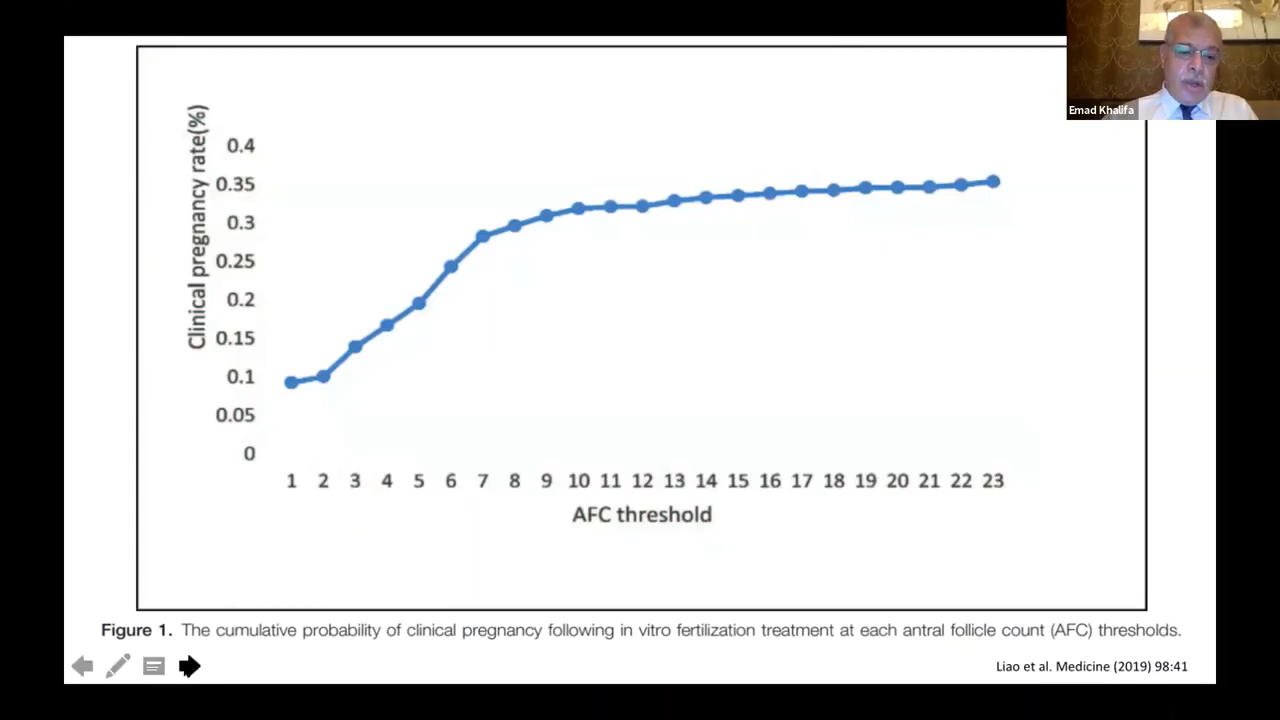 Emad Khalifa
Clinical pregnancy rate(%)
0.4
0.35
0.3
0.25
0.2
0.15
0.1
0.05
0
1 2 3 4 5 6 7 8 9 10 11 12 13 14 15 16 17 18 19 20 21 22 23
AFC threshold
Figure 1. The cumulative probability of clinical pregnancy following in vitro fertilization treatment at each antral follicle count (AFC) thresholds.
Liao et al. Medicine (2019) 98:41